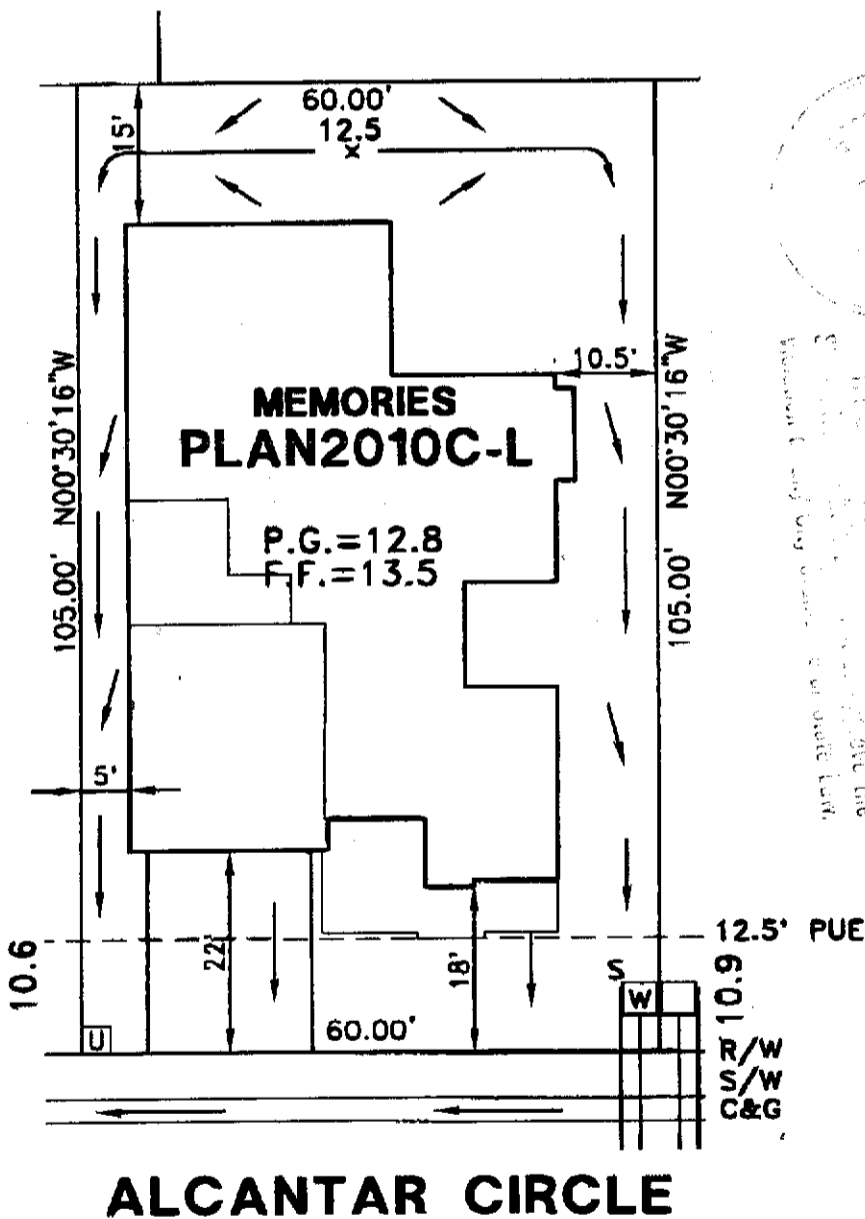 60.00'
12.5
x
15'
10.5'
105.00' N00°30'16"W
105.00' N00°30'16"W
MEMORIES
PLAN2010C-L
P.G.=12.8
F.F.=13.5
5'
22'
18'
12.5' PUE
10.6
10.9
S
W
U
60.00'
R/W
S/W
C&G
ALCANTAR CIRCLE